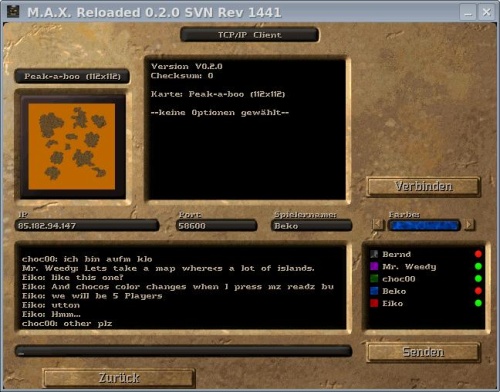 M.A.X. Reloaded 0.2.0 SVN Rev 1441
TCP/IP Client
Peak-a-boo (112x112)
Version V0.2.0
Checksum: 0
Karte: Peak-a-boo (112x112)
--keine Optionen gewählt--
Verbinden
IP
Port
Spielername:
Farbe:
85.182.94.147
58600
Beko
choc00: ich bin aufm klo
Mr. Weedy: Lets take a map wherecs a lot of islands.
Eiko: like this one?
Eiko: And chocos color changes when I press mz readz bu
Eiko: we will be 5 Players
Eiko: utton
Eiko: Hmm...
choc00: other plz
Bernd
Mr. Weedy
choc00
Beko
Eiko
Senden
Zurück